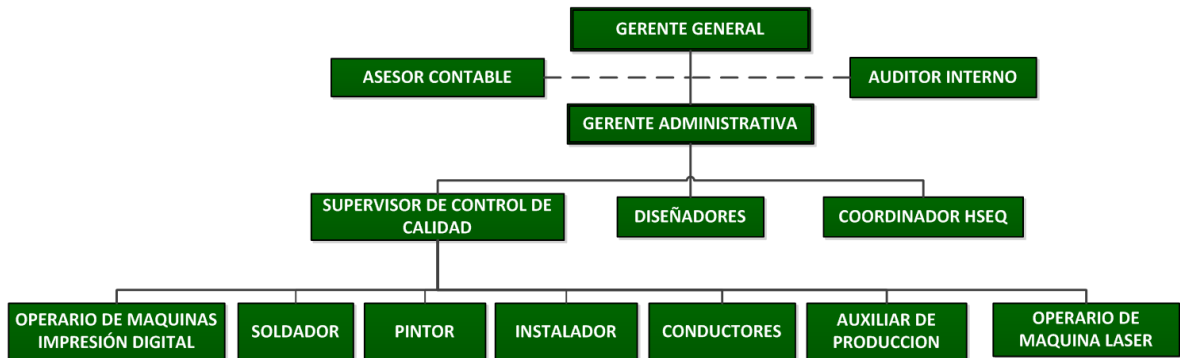 GERENTE GENERAL
ASESOR CONTABLE
AUDITOR INTERNO
GERENTE ADMINISTRATIVA
SUPERVISOR DE CONTROL DE
CALIDAD
DISEÑADORES
COORDINADOR HSEQ
OPERARIO DE MAQUINAS
IMPRESIÓN DIGITAL
SOLDADOR
PINTOR
INSTALADOR
CONDUCTORES
AUXILIAR DE
PRODUCCION
OPERARIO DE
MAQUINA LASER